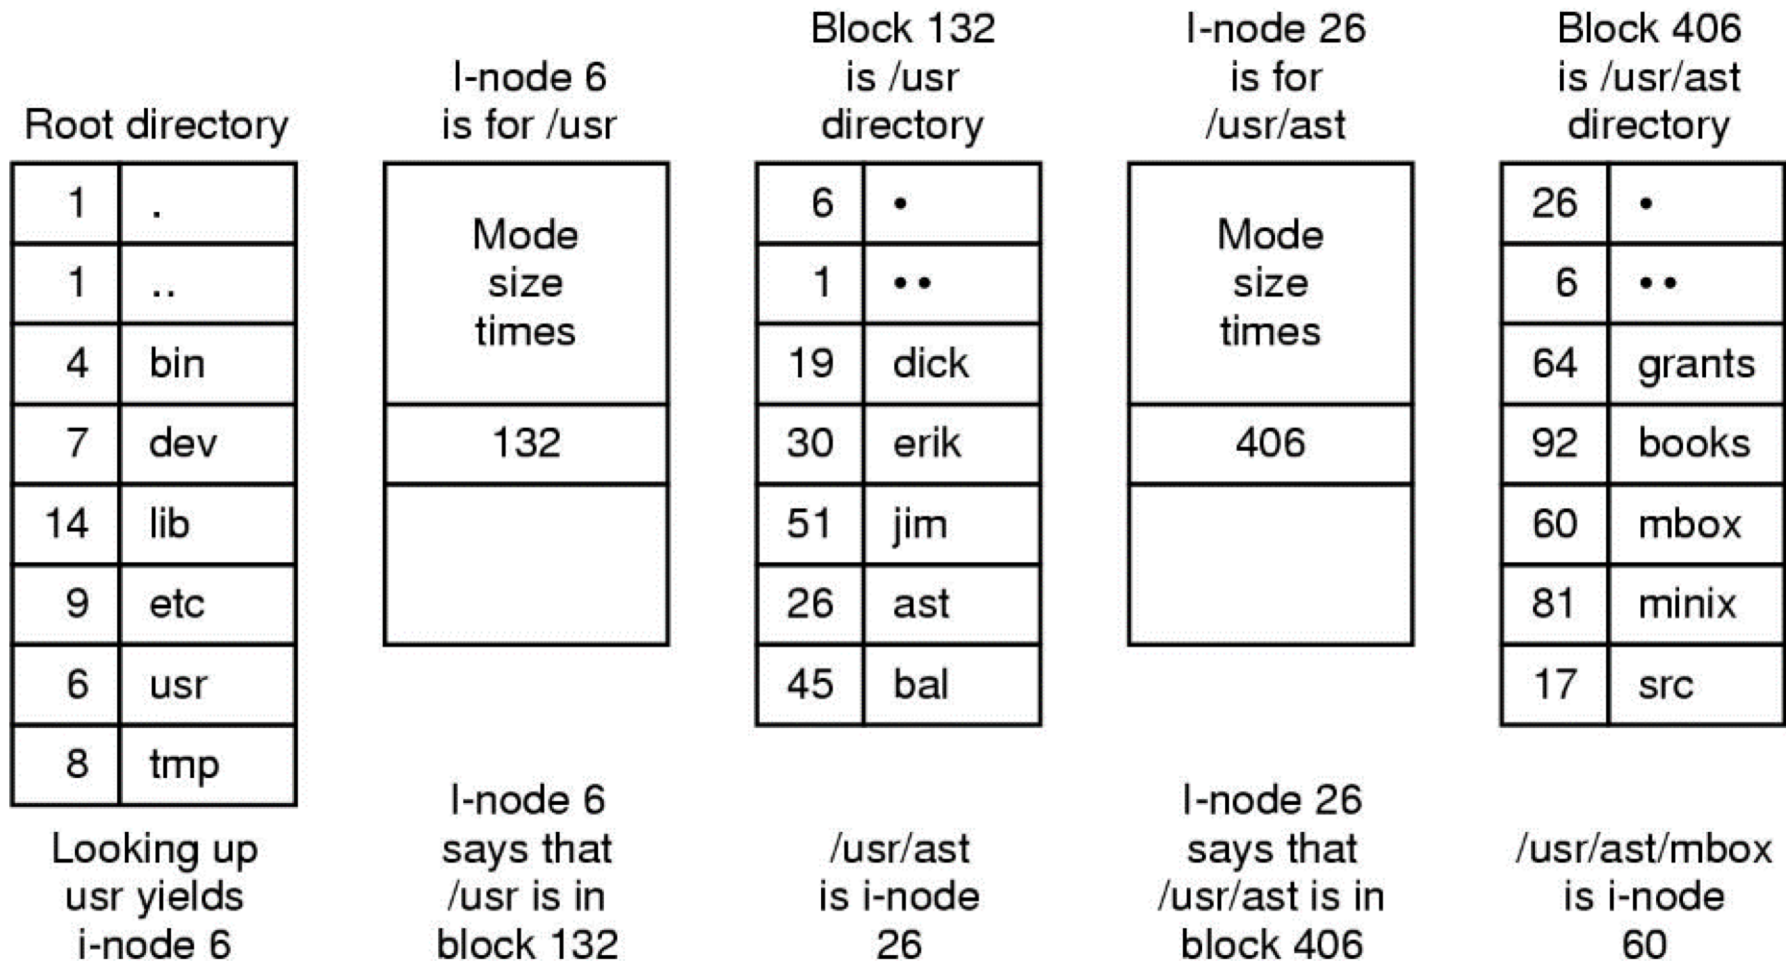 Root directory
1 .
1 ..
4 bin
7 dev
14 lib
9 etc
6 usr
8 tmp
Looking up
usr yields
i-node 6
I-node 6
is for /usr
Mode
size
times
132
I-node 6
says that
/usr is in
block 132
Block 132
is /usr
directory
6 •
1 ••
19 dick
30 erik
51 jim
26 ast
45 bal
/usr/ast
is i-node
26
I-node 26
is for
/usr/ast
Mode
size
times
406
I-node 26
says that
/usr/ast is in
block 406
Block 406
is /usr/ast
directory
26 •
6 ••
64 grants
92 books
60 mbox
81 minix
17 src
/usr/ast/mbox
is i-node
60